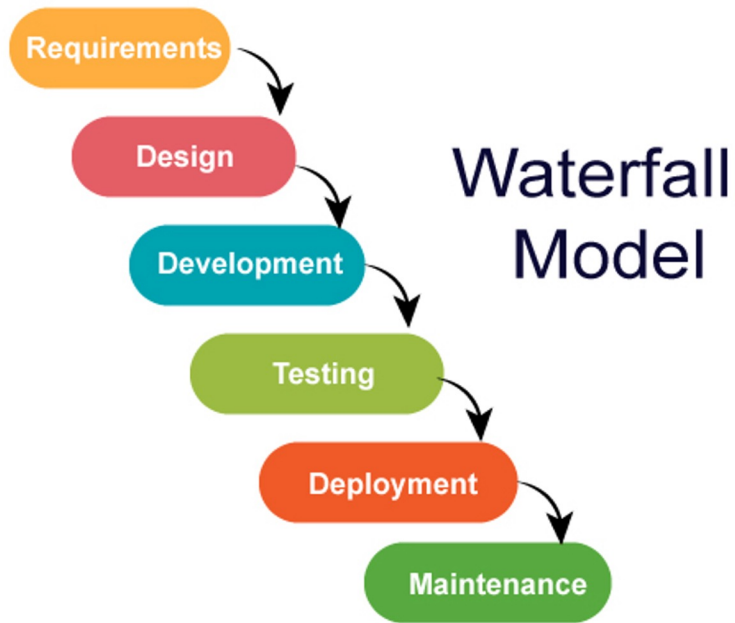 Requirements
Design
Waterfall
Model
Development
Testing
Deployment
Maintenance